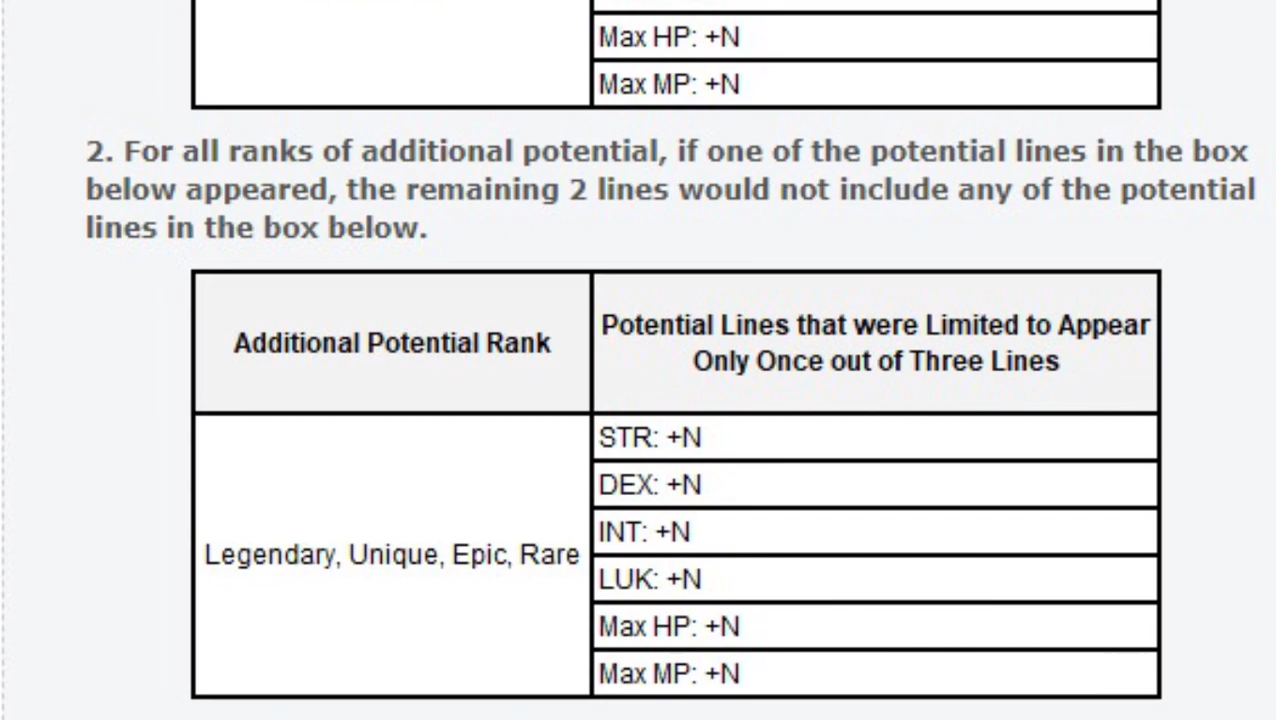 Max HP: +N
Max MP: +N
2. For all ranks of additional potential, if one of the potential lines in the box
below appeared, the remaining 2 lines would not include any of the potential
lines in the box below.
Additional Potential Rank
Potential Lines that were Limited to Appear
Only Once out of Three Lines
Legendary, Unique, Epic, Rare
STR: +N
DEX: +N
INT: +N
LUK: +N
Max HP: +N
Max MP: +N